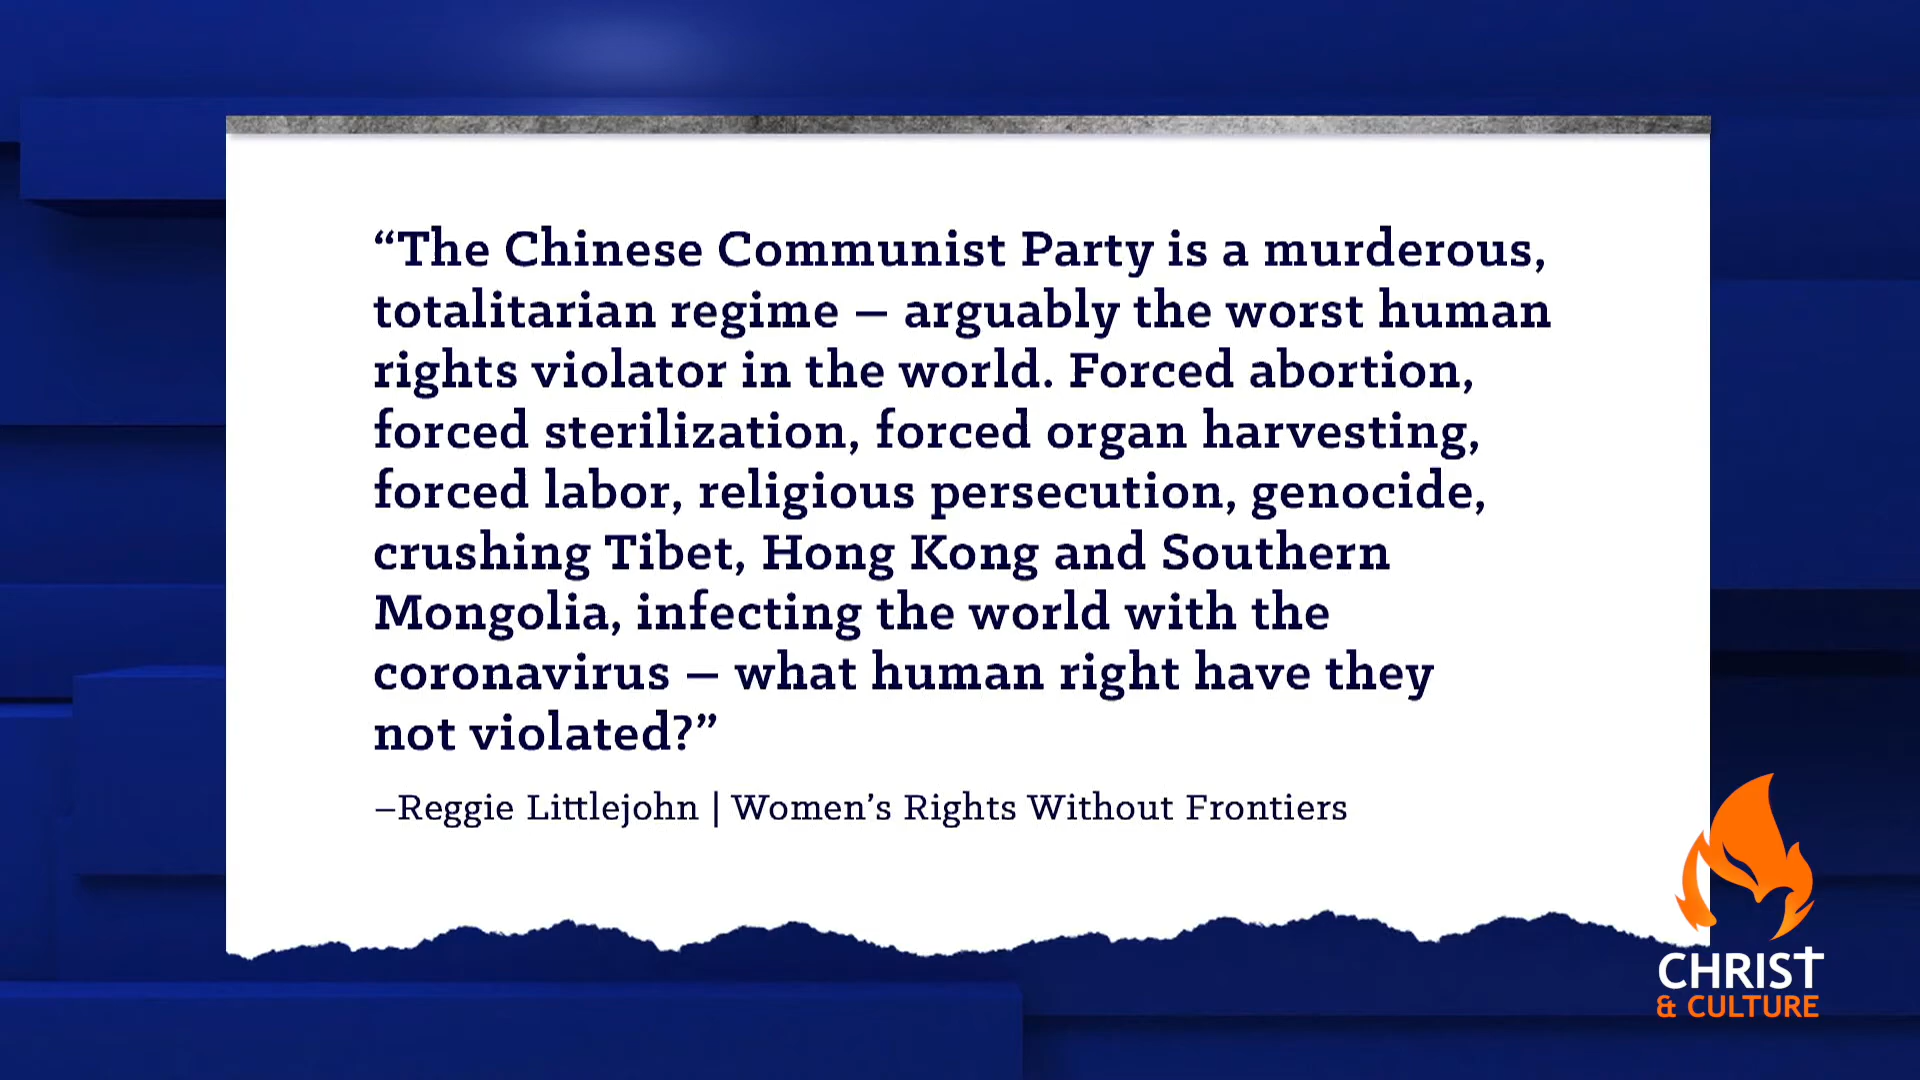 “The Chinese Communist Party is a murderous,
totalitarian regime – arguably the worst human
rights violator in the world. Forced abortion,
forced sterilization, forced organ harvesting,
forced labor, religious persecution, genocide,
crushing Tibet, Hong Kong and Southern
Mongolia, infecting the world with the
coronavirus – what human right have they
not violated?”
–Reggie Littlejohn | Women’s Rights Without Frontiers
CHRIST
& CULTURE